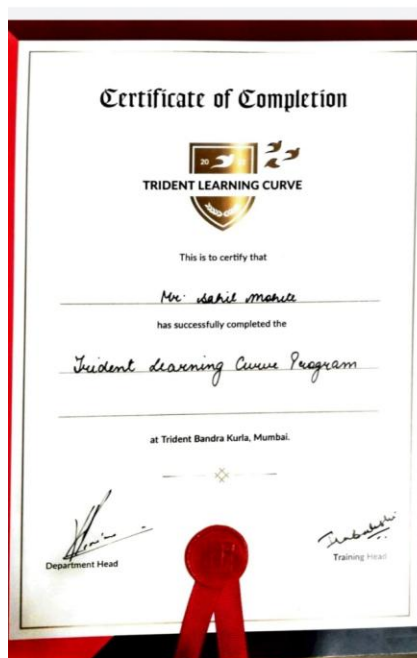 Certificate of Completion
20
TRIDENT LEARNING CURVE
This is to certify that
Mr. Sahil Mohite
has successfully completed the
Trident Learning Curve Program
at Trident Bandra Kurla, Mumbai.
Department Head
Training Head